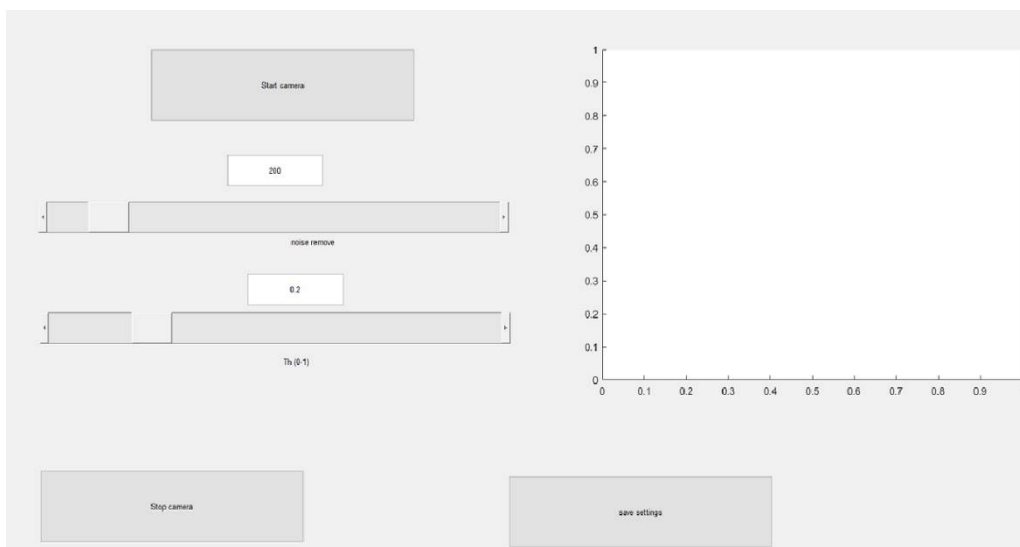 Start camera
200
noise remove
0.2
Th (0-1)
Stop camera
save settings
1
0.9
0.8
0.7
0.6
0.5
0.4
0.3
0.2
0.1
0
0 0.1 0.2 0.3 0.4 0.5 0.6 0.7 0.8 0.9